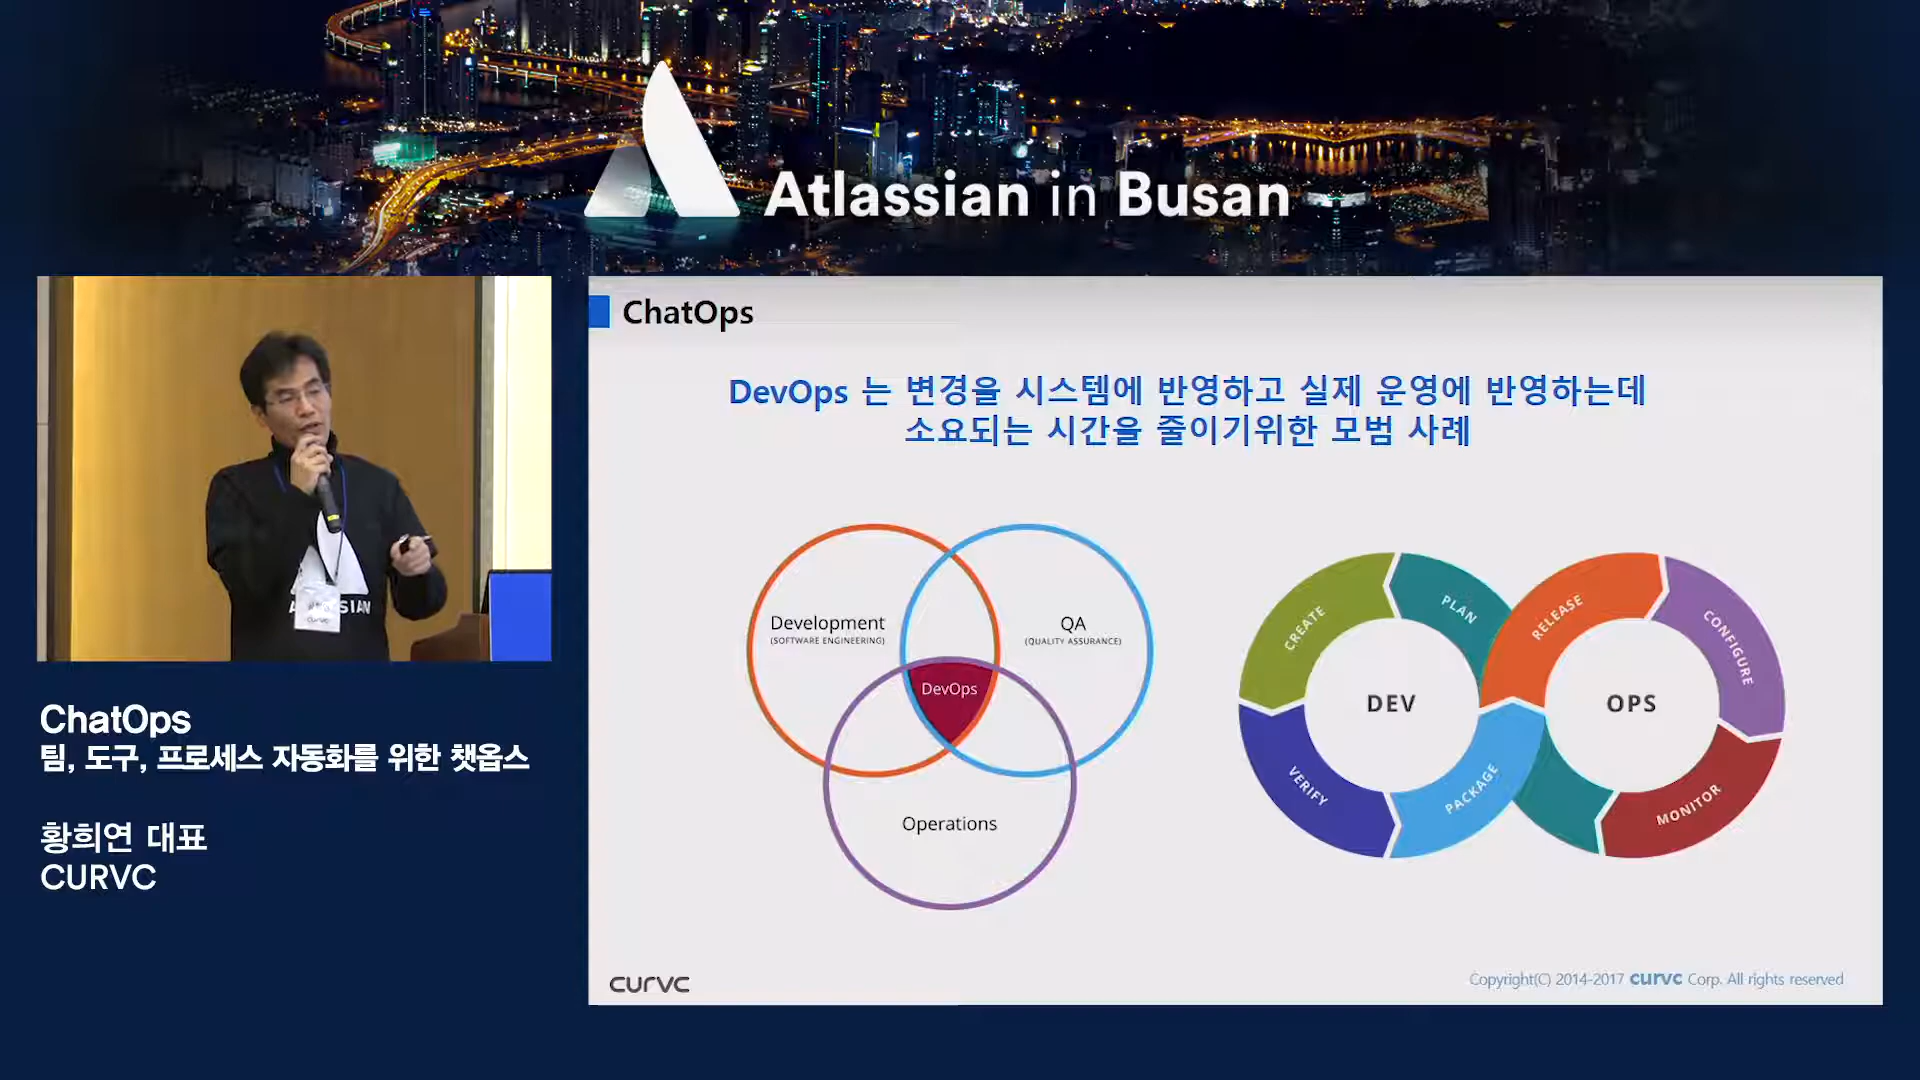 Atlassian in Busan
ChatOps
DevOps 는 변경을 시스템에 반영하고 실제 운영에 반영하는데
소요되는 시간을 줄이기위한 모범 사례
Development
(SOFTWARE ENGINEERING)
QA
(QUALITY ASSURANCE)
DevOps
Operations
CREATE
PLAN
DEV
VERIFY
PACKAGE
RELEASE
CONFIGURE
OPS
MONITOR
curvc
Copyright(C) 2014-2017 curvc Corp. All rights reserved
ATLASSIAN
curvc
ChatOps
팀, 도구, 프로세스 자동화를 위한 챗옵스
황희연 대표
CURVC